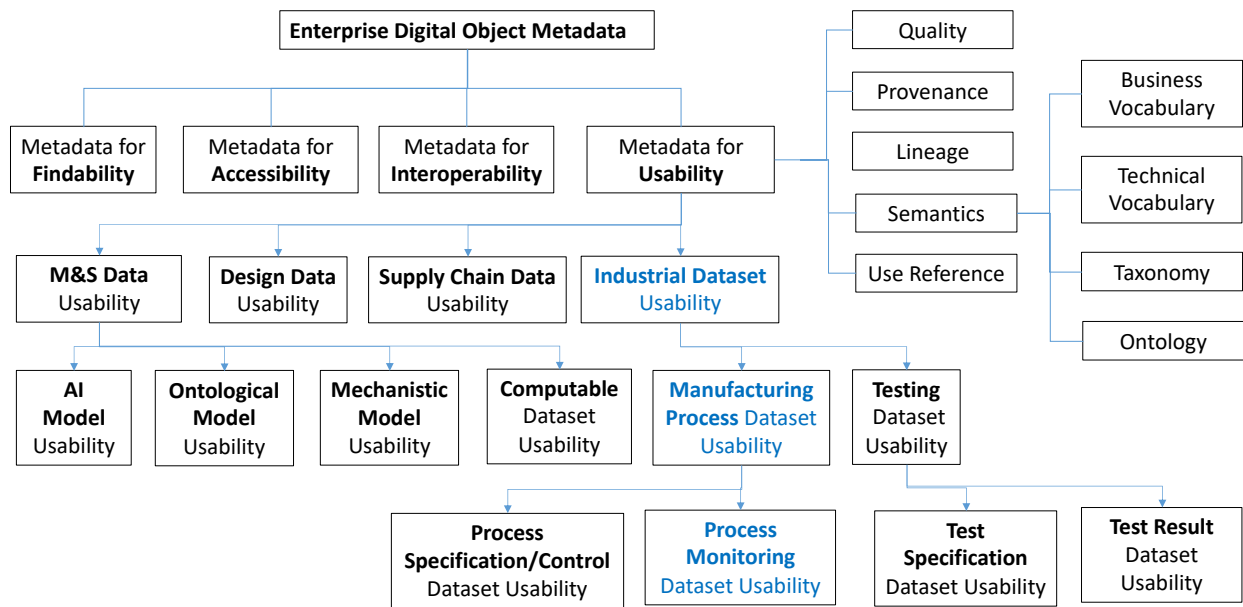 Enterprise Digital Object Metadata
Quality
Provenance
Business
Vocabulary
Metadata for
Findability
Metadata for
Accessibility
Metadata for
Interoperability
Metadata for
Usability
Lineage
Technical
Vocabulary
Semantics
M&S Data
Usability
Design Data
Usability
Supply Chain Data
Usability
Industrial Dataset
Usability
Use Reference
Taxonomy
Ontology
AI
Model
Usability
Ontological
Model
Usability
Mechanistic
Model
Usability
Computable
Dataset
Usability
Manufacturing
Process Dataset
Usability
Testing
Dataset
Usability
Process
Specification/Control
Dataset Usability
Process
Monitoring
Dataset Usability
Test
Specification
Dataset Usability
Test Result
Dataset
Usability